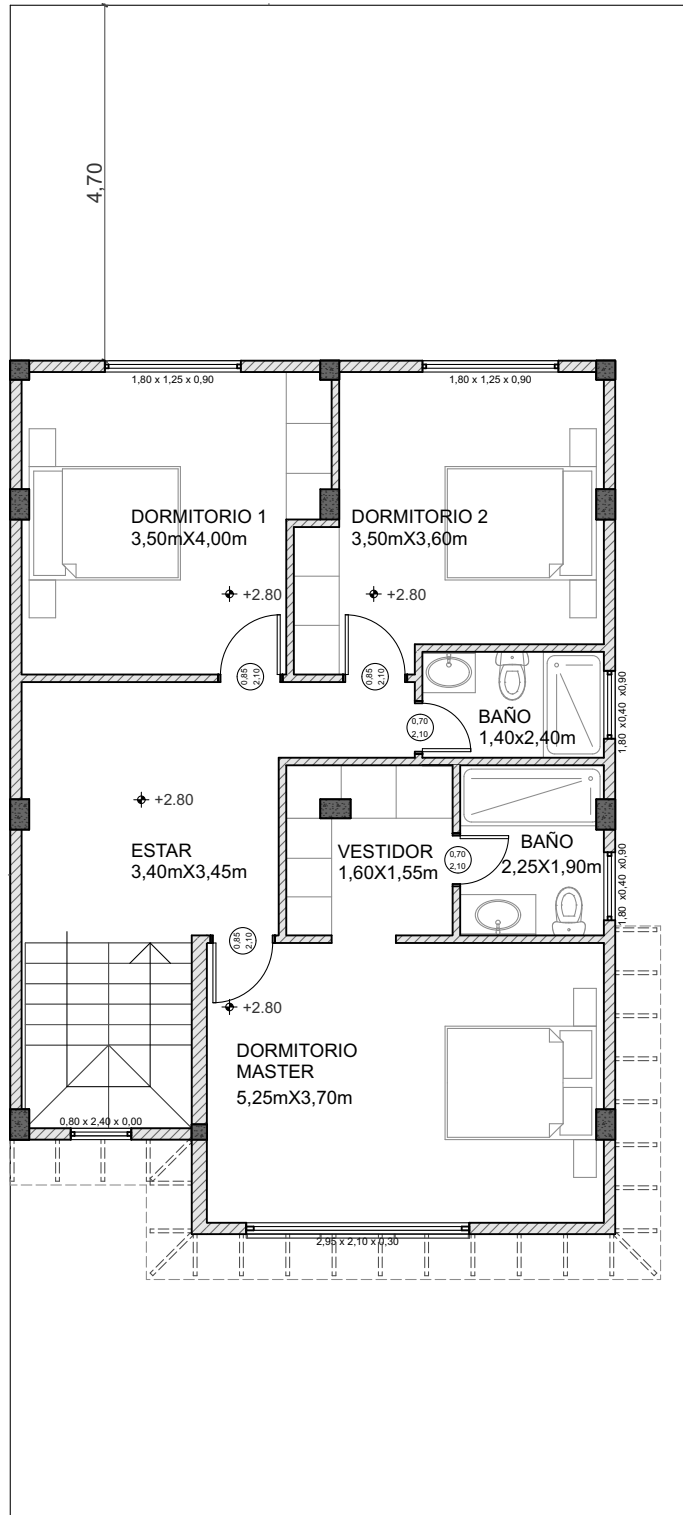 4,70
1,80 x 1,25 x 0,90
1,80 x 1,25 x 0,90
DORMITORIO 1
3,50mX4,00m
DORMITORIO 2
3,50mX3,60m
+2.80
+2.80
0,85
2,10
0,85
2,10
0,70
2,10
BAÑO
1,40x2,40m
1,80 x0,40 x0,90
+2.80
ESTAR
3,40mX3,45m
VESTIDOR
1,60X1,55m
0,70
2,10
BAÑO
2,25X1,90m
1,80 x0,40 x0,90
0,85
2,10
+2.80
DORMITORIO
MASTER
5,25mX3,70m
0,80 x 2,40 x 0,00
2,95 x 2,10 x 0,30